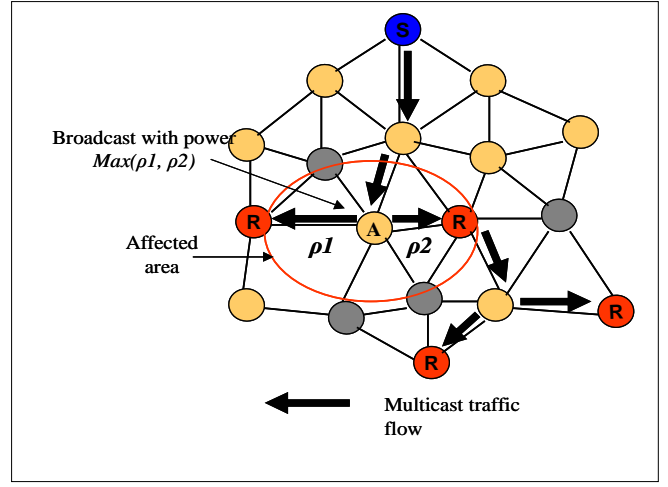 S
Broadcast with power
Max(ρ1, ρ2)
R
A
R
ρ1
ρ2
Affected
area
R
R
Multicast traffic
flow